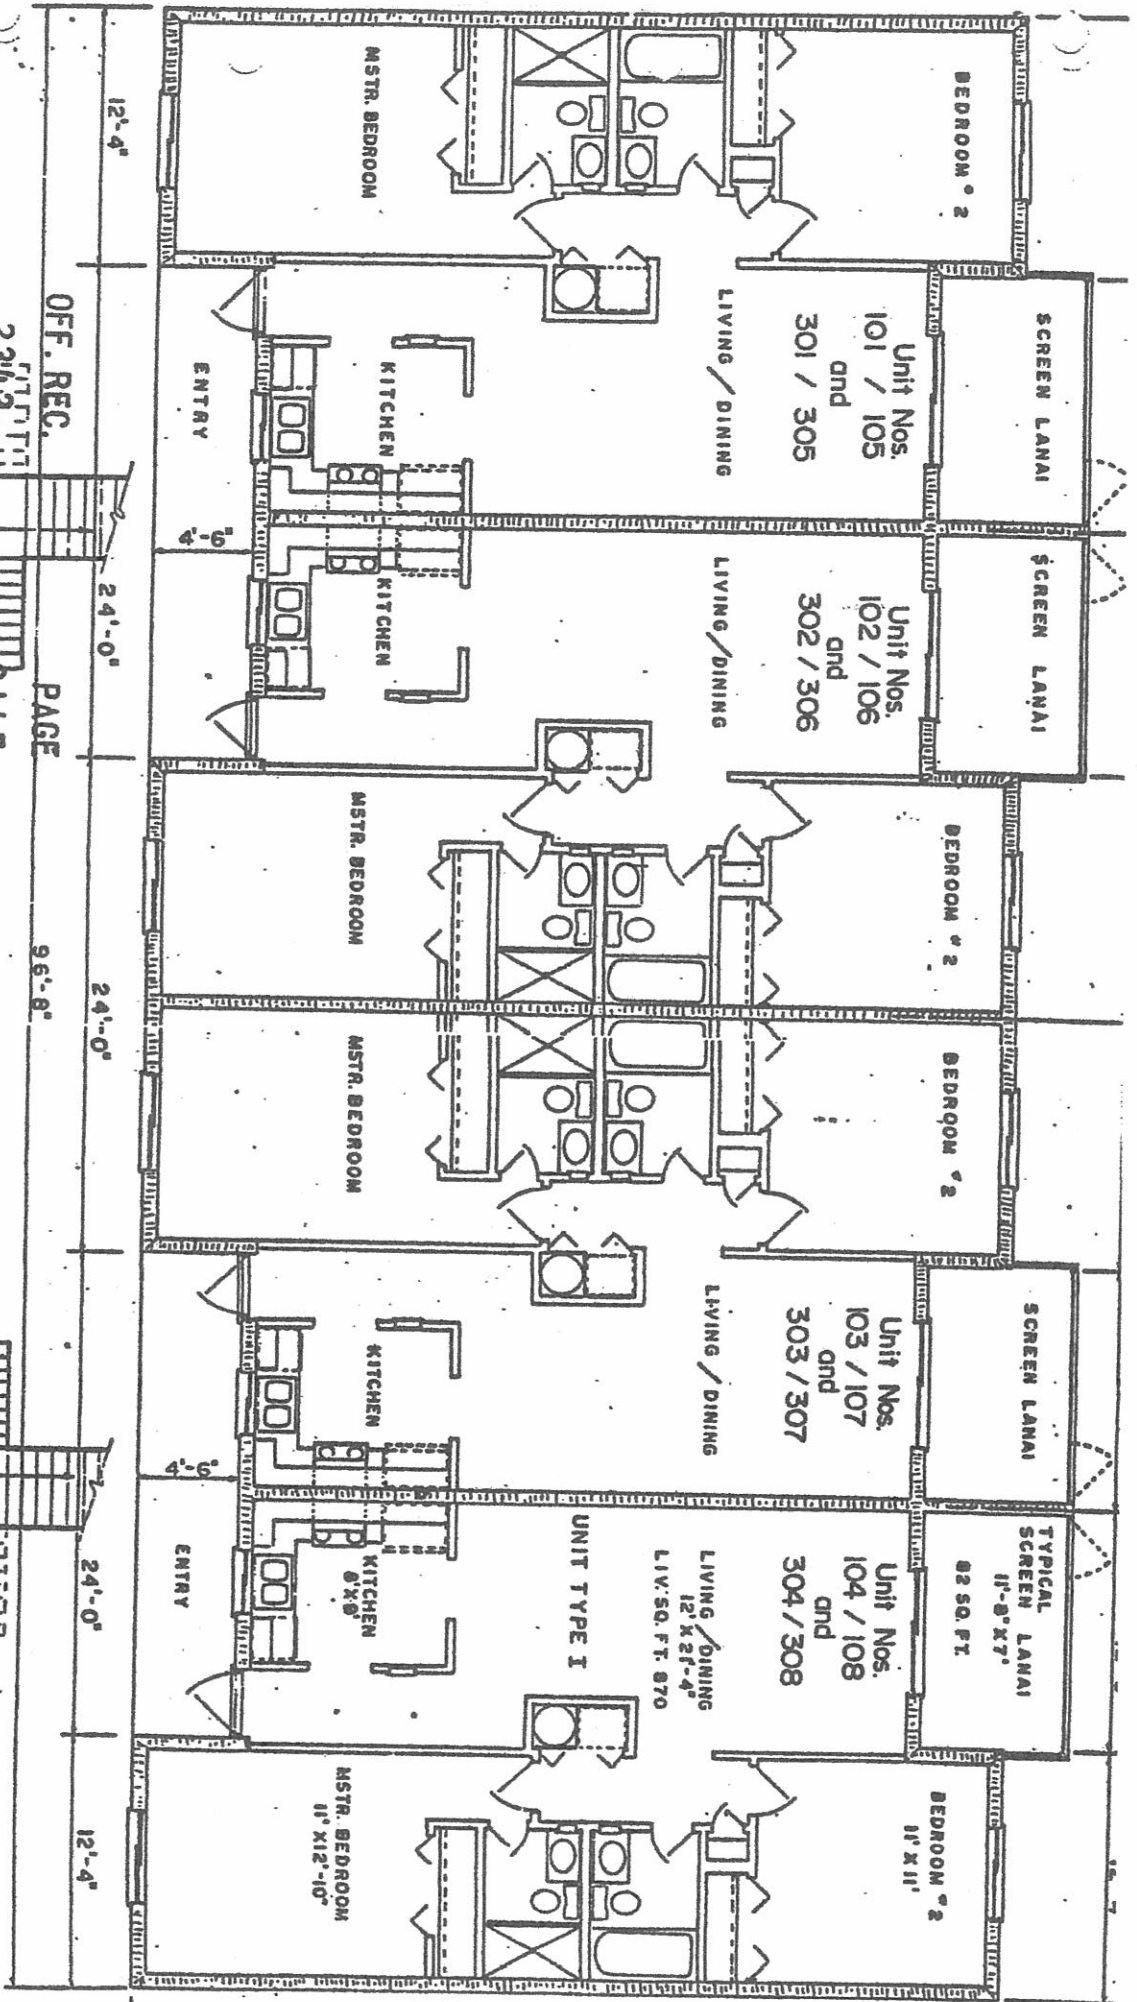 BEDROOM # 2
MSTR. BEDROOM
SCREEN LANAI
Unit Nos.
101 / 105
and
301 / 305
LIVING / DINING
KITCHEN
ENTRY
SCREEN LANAI
Unit Nos.
102 / 106
and
302 / 306
LIVING / DINING
KITCHEN
BEDROOM # 2
MSTR. BEDROOM
BEDROOM # 2
MSTR. BEDROOM
SCREEN LANAI
Unit Nos.
103 / 107
and
303 / 307
LIVING / DINING
KITCHEN
TYPICAL
SCREEN LANAI
11'-8" X 7'
82 SQ. FT.
Unit Nos.
104 / 108
and
304 / 308
LIVING / DINING
12' X 21'-4"
LIV. SQ. FT. 870
UNIT TYPE I
KITCHEN
8' X 8'
ENTRY
BEDROOM # 2
11' X 11'
MSTR. BEDROOM
11' X 12'-10"
4'-6"
4'-6"
12'-4"
24'-0"
24'-0"
24'-0"
12'-4"
96'-8"
OFF. REC.
PAGE